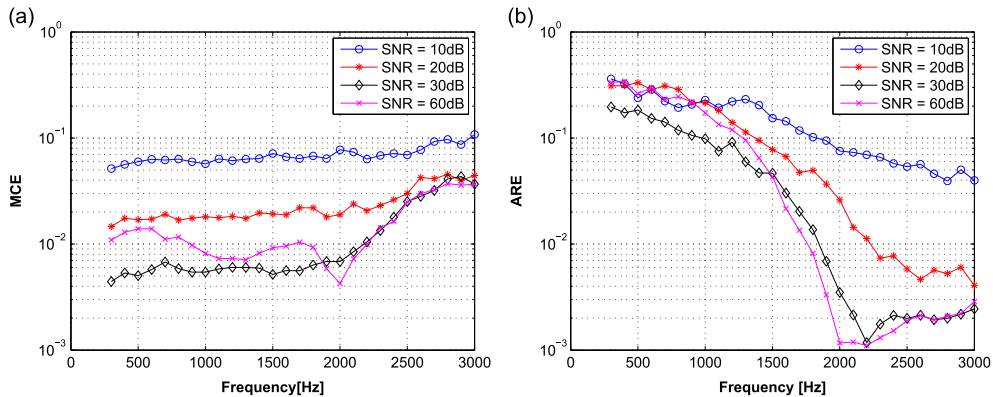 (a)
MCE
10^0
10^-1
10^-2
10^-3
0 500 1000 1500 2000 2500 3000
Frequency[Hz]
SNR = 10dB
SNR = 20dB
SNR = 30dB
SNR = 60dB
(b)
ARE
10^0
10^-1
10^-2
10^-3
0 500 1000 1500 2000 2500 3000
Frequency[Hz]
SNR = 10dB
SNR = 20dB
SNR = 30dB
SNR = 60dB